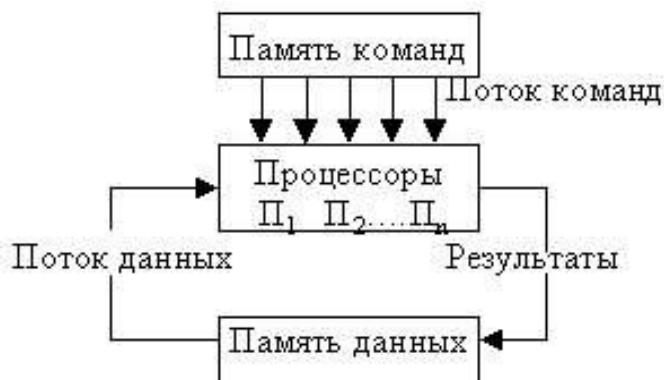 Память команд
Поток команд
Процессоры
П1 П2....Пn
Поток данных
Результаты
Память данных